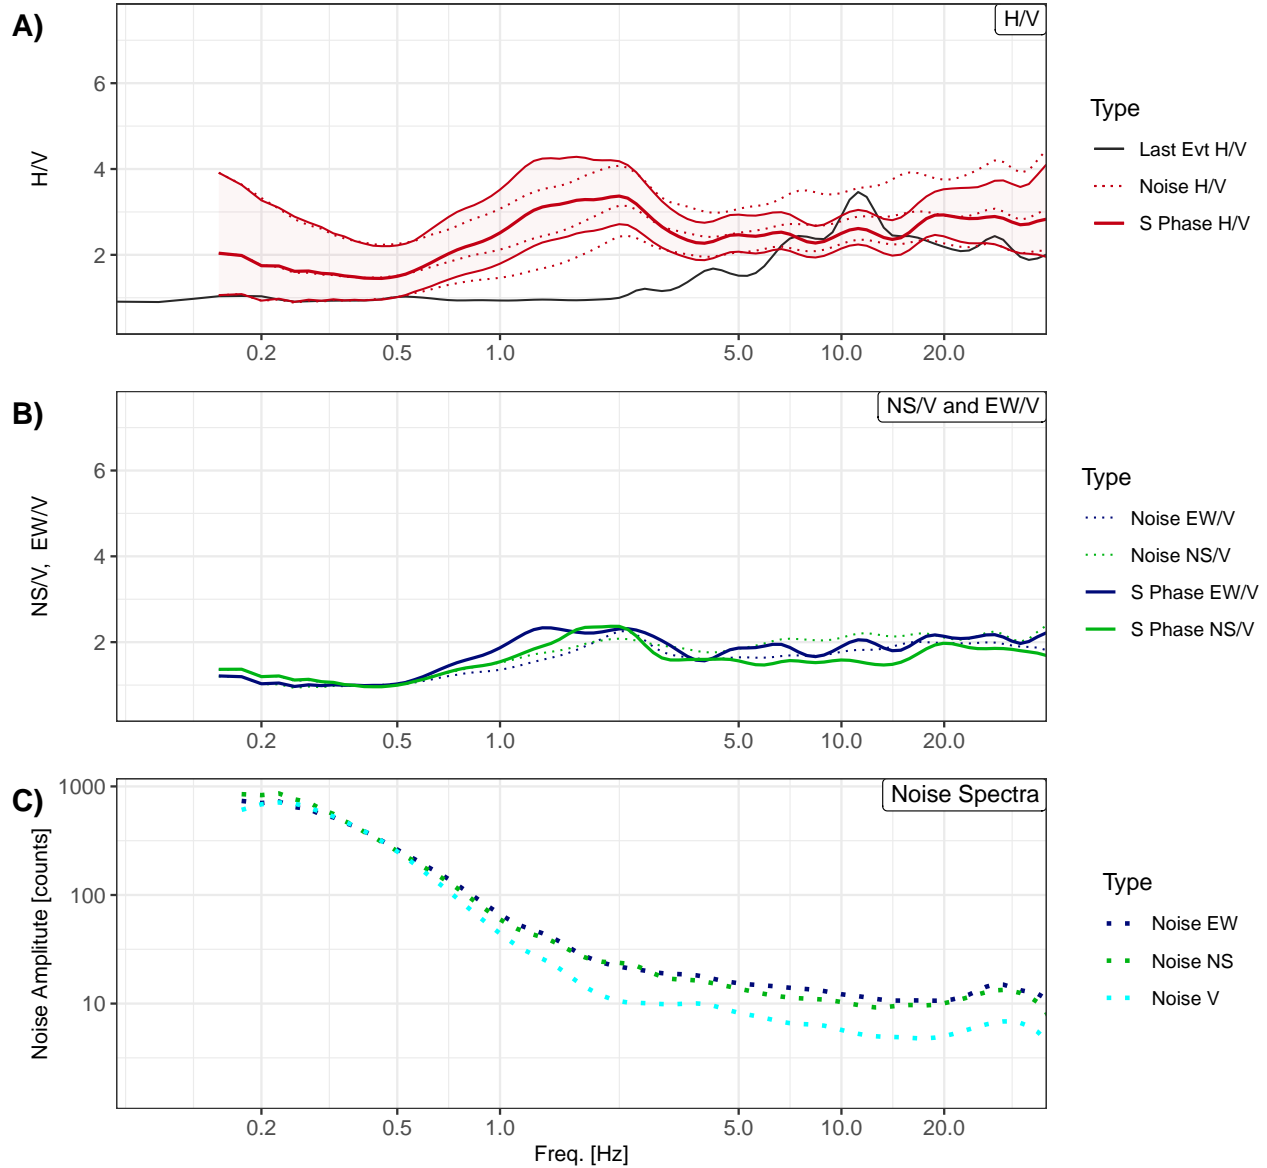 A)
H/V
H/V
6
4
2
0.2 0.5 1.0 5.0 10.0 20.0
Type
Last Evt H/V
Noise H/V
S Phase H/V
B)
NS/V and EW/V
NS/V,  EW/V
6
4
2
0.2 0.5 1.0 5.0 10.0 20.0
Type
Noise EW/V
Noise NS/V
S Phase EW/V
S Phase NS/V
C)
Noise Spectra
Noise Amplitute [counts]
1000
100
10
0.2 0.5 1.0 5.0 10.0 20.0
Freq. [Hz]
Type
Noise EW
Noise NS
Noise V